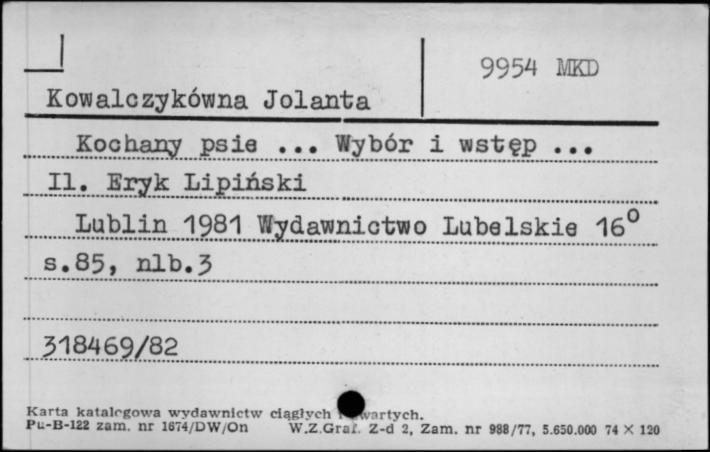 9954 MKD
Kowalczykówna Jolanta
Kochany psie ... Wybór i wstęp ...
Il. Eryk Lipiński
Lublin 1981 Wydawnictwo Lubelskie 16°
s.85, nlb.3
318469/82
Karta katalogowa wydawnictw ciągłych wartych.
Pu-B-122 zam. nr 1674/DW/On W.Z.Graf. Z-d 2, Zam. nr 988/77, 5.650.000 74 X 120